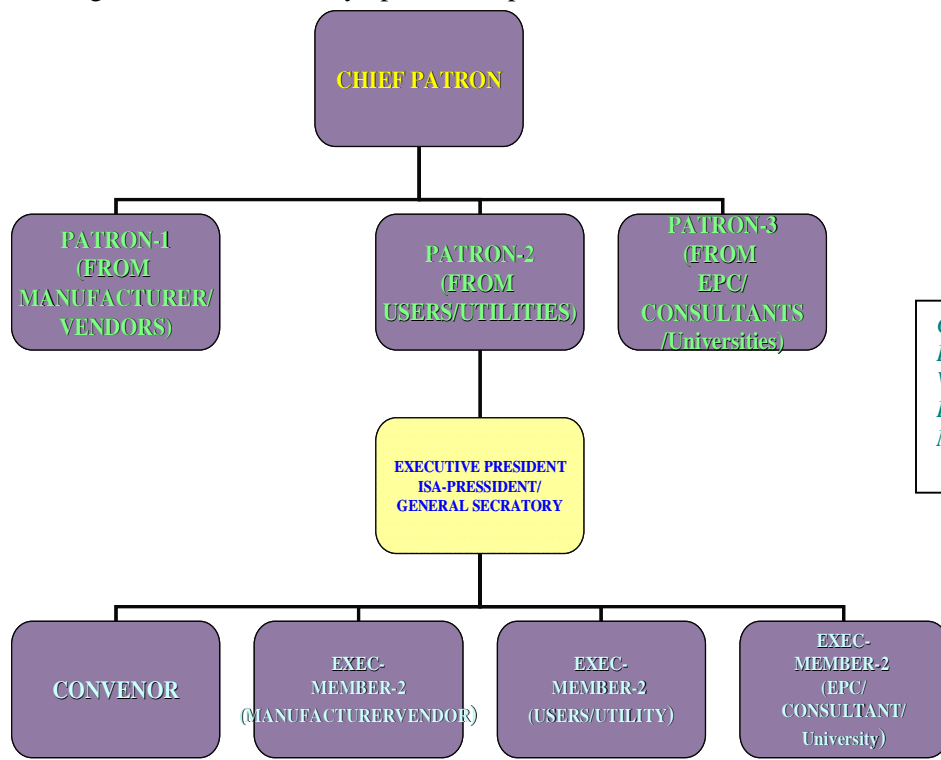 CHIEF PATRON
PATRON-1
(FROM
MANUFACTURER/
VENDORS)
PATRON-2
(FROM
USERS/UTILITIES)
PATRON-3
(FROM
EPC/
CONSULTANTS
/Universities)
EXECUTIVE PRESIDENT
ISA-PRESSIDENT/
GENERAL SECRATORY
CONVENOR
EXEC-
MEMBER-2
(MANUFACTURERVENDOR)
EXEC-
MEMBER-2
(USERS/UTILITY)
EXEC-
MEMBER-2
(EPC/
CONSULTANT/
University)